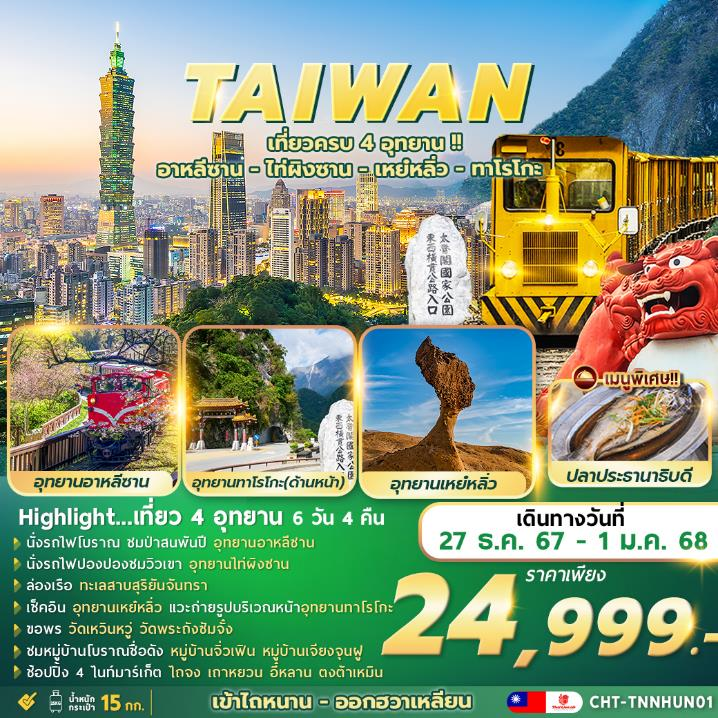 TAIWAN
เที่ยวครบ 4 อุทยาน !!
อาหลีซาน - ไท่ผิงซาน - เหย๋หลิ่ว - ทาโรโกะ
太魯閣國家公園
東西橫貫公路入口
อุทยานอาหลีซาน
อุทยานทาโรโกะ(ด้านหน้า)
太魯閣國家公園
東西橫貫公路入口
อุทยานเหย๋หลิ่ว
เมนูพิเศษ!!
ปลาประธานาธิบดี
Highlight...เที่ยว 4 อุทยาน 6 วัน 4 คืน
นั่งรถไฟโบราณ ชมป่าสนพันปี อุทยานอาหลีซาน
นั่งรถไฟปองปองชมวิวเขา อุทยานไท่ผิงซาน
ล่องเรือ ทะเลสาบสุริยันจันทรา
เช็คอิน อุทยานเหย๋หลิ่ว แวะถ่ายรูปบริเวณหน้าอุทยานทาโรโกะ
ขอพร วัดเหวินหวู่ วัดพระถังซัมจั๋ง
ชมหมู่บ้านโบราณชื่อดัง หมู่บ้านจิ่วเฟิ่น หมู่บ้านเจียงจุนฝู
ช้อปปิ้ง 4 ไนท์มาร์เก็ต ไถจง เถาหยวน อี้หลาน ตงต้าเหมิน
เดินทางวันที่
27 ธ.ค. 67 - 1 ม.ค. 68
ราคาเพียง
24,999.-
น้ำหนักกระเป๋า 15 กก.
เข้าไถหนาน - ออกฮวาเหลียน
CHT-TNNHUN01